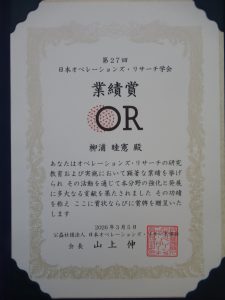 第27回
日本オペレーションズ・リサーチ学会
業績賞
OR
柳浦 睦憲 殿
あなたはオペレーションズ・リサーチの研究
教育および実施において顕著な業績を挙げ
られ その活動を通じて本分野の強化と発展
に多大なる貢献を果たされました その功績
を称え ここに賞状ならびに賞牌を贈呈いた
します
2026年3月5日
公益社団法人 日本オペレーションズ・リサーチ学会
会長 山上 伸